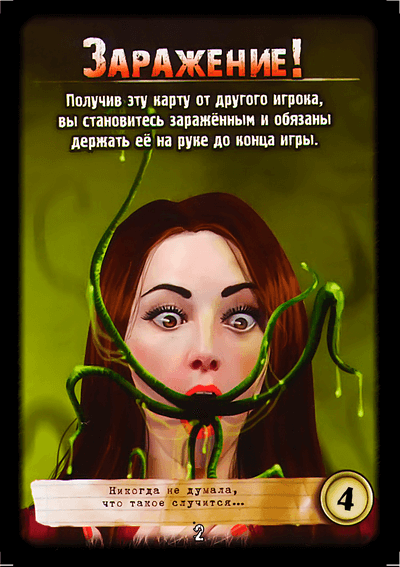 Заражение!
Получив эту карту от другого игрока,
вы становитесь заражённым и обязаны
держать её на руке до конца игры.
Никогда не думала,
что такое случится...
4
2